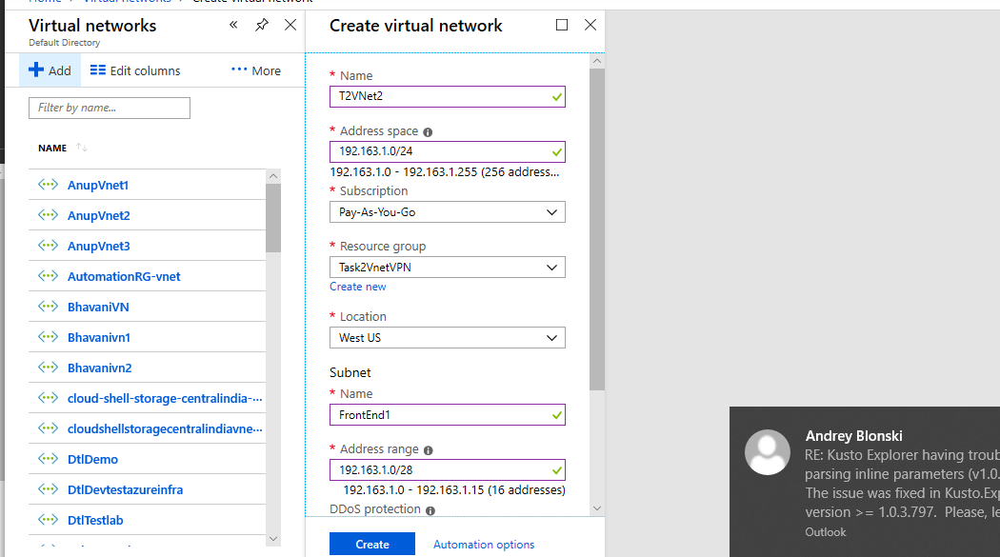 Home Virtual networks Create virtual network
Virtual networks
Default Directory
Add Edit columns More
Filter by name...
NAME
AnupVnet1
AnupVnet2
AnupVnet3
AutomationRG-vnet
BhavaniVN
Bhavanivn1
Bhavanivn2
cloud-shell-storage-centralindia-···
cloudshellstoragecentralindiavne···
DtlDemo
DtlDevtestazureinfra
DtlTestlab
Create virtual network
* Name
T2VNet2
* Address space
192.163.1.0/24
192.163.1.0 - 192.163.1.255 (256 address...
* Subscription
Pay-As-You-Go
* Resource group
Task2VnetVPN
Create new
* Location
West US
Subnet
* Name
FrontEnd1
* Address range
192.163.1.0/28
192.163.1.0 - 192.163.1.15 (16 addresses)
DDoS protection
Create Automation options
Andrey Blonski
RE: Kusto Explorer having troub
parsing inline parameters (v1.0.
The issue was fixed in Kusto.Exp
version >= 1.0.3.797. Please, le
Outlook